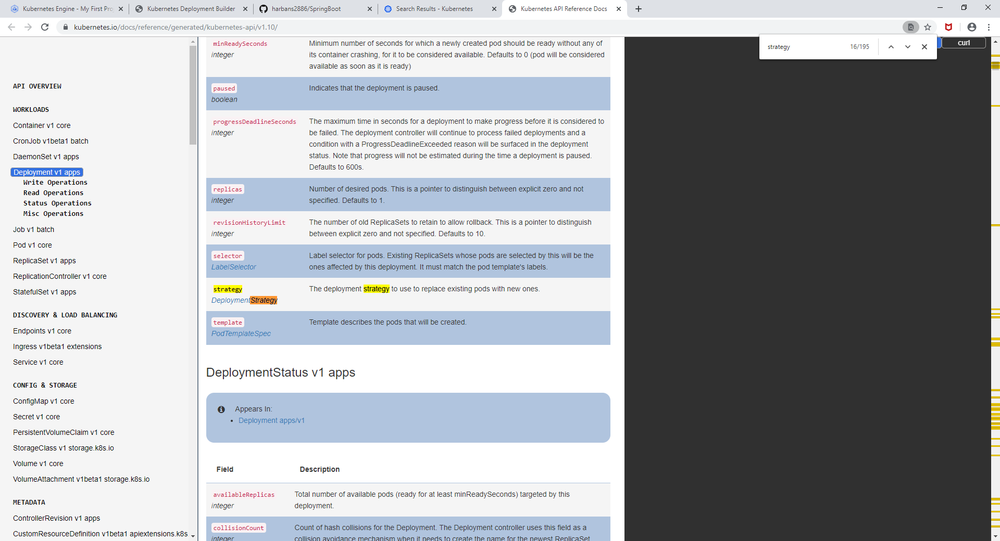 Kubernetes Engine - My First Pro
Kubernetes Deployment Builder
harbans2886/SpringBoot
Search Results - Kubernetes
Kubernetes API Reference Docs
kubernetes.io/docs/reference/generated/kubernetes-api/v1.10/
strategy 16/195
curl
API OVERVIEW
WORKLOADS
Container v1 core
CronJob v1beta1 batch
DaemonSet v1 apps
Deployment v1 apps
Write Operations
Read Operations
Status Operations
Misc Operations
Job v1 batch
Pod v1 core
ReplicaSet v1 apps
ReplicationController v1 core
StatefulSet v1 apps
DISCOVERY & LOAD BALANCING
Endpoints v1 core
Ingress v1beta1 extensions
Service v1 core
CONFIG & STORAGE
ConfigMap v1 core
Secret v1 core
PersistentVolumeClaim v1 core
StorageClass v1 storage.k8s.io
Volume v1 core
VolumeAttachment v1beta1 storage.k8s.io
METADATA
ControllerRevision v1 apps
CustomResourceDefinition v1beta1 apiextensions.k8s
minReadySeconds
integer
Minimum number of seconds for which a newly created pod should be ready without any of
its container crashing, for it to be considered available. Defaults to 0 (pod will be considered
available as soon as it is ready)
paused
boolean
Indicates that the deployment is paused.
progressDeadlineSeconds
integer
The maximum time in seconds for a deployment to make progress before it is considered to
be failed. The deployment controller will continue to process failed deployments and a
condition with a ProgressDeadlineExceeded reason will be surfaced in the deployment
status. Note that progress will not be estimated during the time a deployment is paused.
Defaults to 600s.
replicas
integer
Number of desired pods. This is a pointer to distinguish between explicit zero and not
specified. Defaults to 1.
revisionHistoryLimit
integer
The number of old ReplicaSets to retain to allow rollback. This is a pointer to distinguish
between explicit zero and not specified. Defaults to 10.
selector
LabelSelector
Label selector for pods. Existing ReplicaSets whose pods are selected by this will be the
ones affected by this deployment. It must match the pod template's labels.
strategy
DeploymentStrategy
The deployment strategy to use to replace existing pods with new ones.
template
PodTemplateSpec
Template describes the pods that will be created.
DeploymentStatus v1 apps
Appears In:
• Deployment apps/v1
Field Description
availableReplicas
integer
Total number of available pods (ready for at least minReadySeconds) targeted by this
deployment.
collisionCount
integer
Count of hash collisions for the Deployment. The Deployment controller uses this field as a
collision avoidance mechanism when it needs to create the name for the newest ReplicaSet.